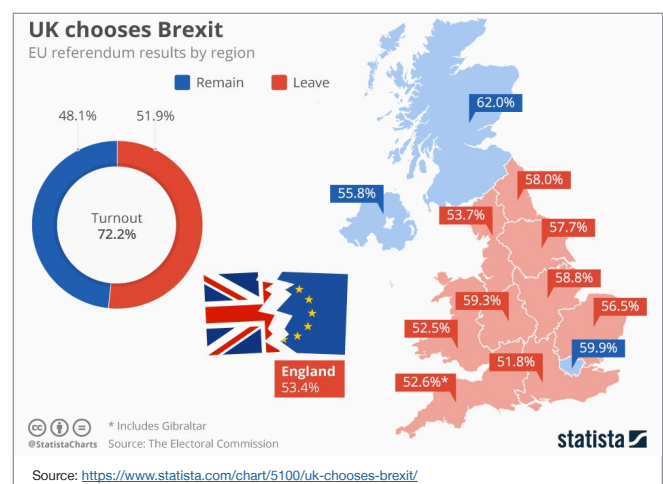 UK chooses Brexit
EU referendum results by region
Remain
Leave
48.1%
51.9%
Turnout
72.2%
62.0%
55.8%
58.0%
53.7%
57.7%
58.8%
59.3%
56.5%
52.5%
59.9%
51.8%
52.6%*
England
53.4%
cc
* Includes Gibraltar
@StatistaCharts Source: The Electoral Commission
statista
Source: https://www.statista.com/chart/5100/uk-chooses-brexit/